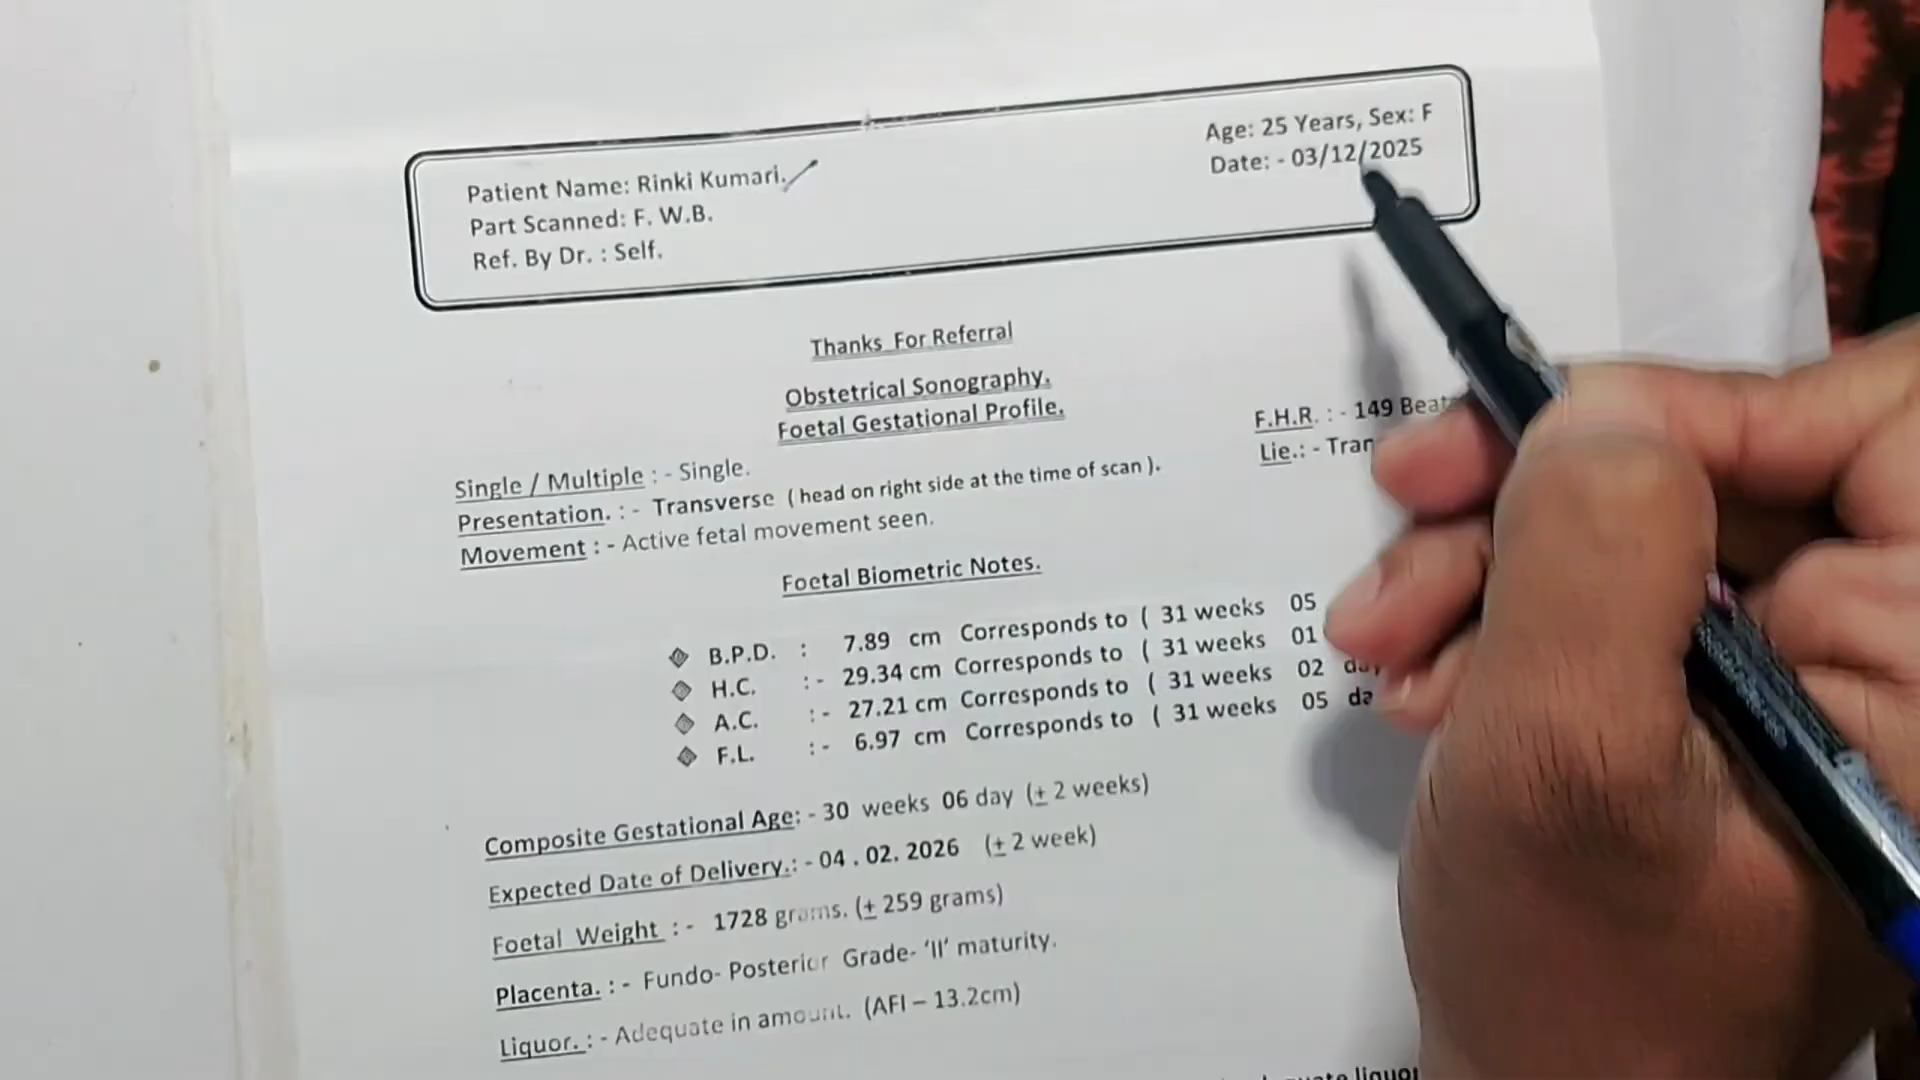 Patient Name: Rinki Kumari.
Part Scanned: F. W.B.
Ref. By Dr. : Self.
Age: 25 Years, Sex: F
Date: - 03/12/2025
Thanks For Referral
Obstetrical Sonography.
Foetal Gestational Profile.
Single / Multiple : - Single.
F.H.R. : - 149
Presentation. : - Transverse ( head on right side at the time of scan ).
Lie.: -
Movement : - Active fetal movement seen.
Foetal Biometric Notes.
B.P.D. : 7.89 cm Corresponds to ( 31 weeks 05
H.C. : - 29.34 cm Corresponds to ( 31 weeks 01
A.C. : - 27.21 cm Corresponds to ( 31 weeks 02
F.L. : - 6.97 cm Corresponds to ( 31 weeks 05
Composite Gestational Age: - 30 weeks 06 day (± 2 weeks)
Expected Date of Delivery.: - 04 . 02. 2026 (± 2 week)
Foetal Weight : - 1728 grams. (± 259 grams)
Placenta. : - Fundo- Posterior Grade- 'II' maturity.
Liquor. : - Adequate in amount. (AFI – 13.2cm)